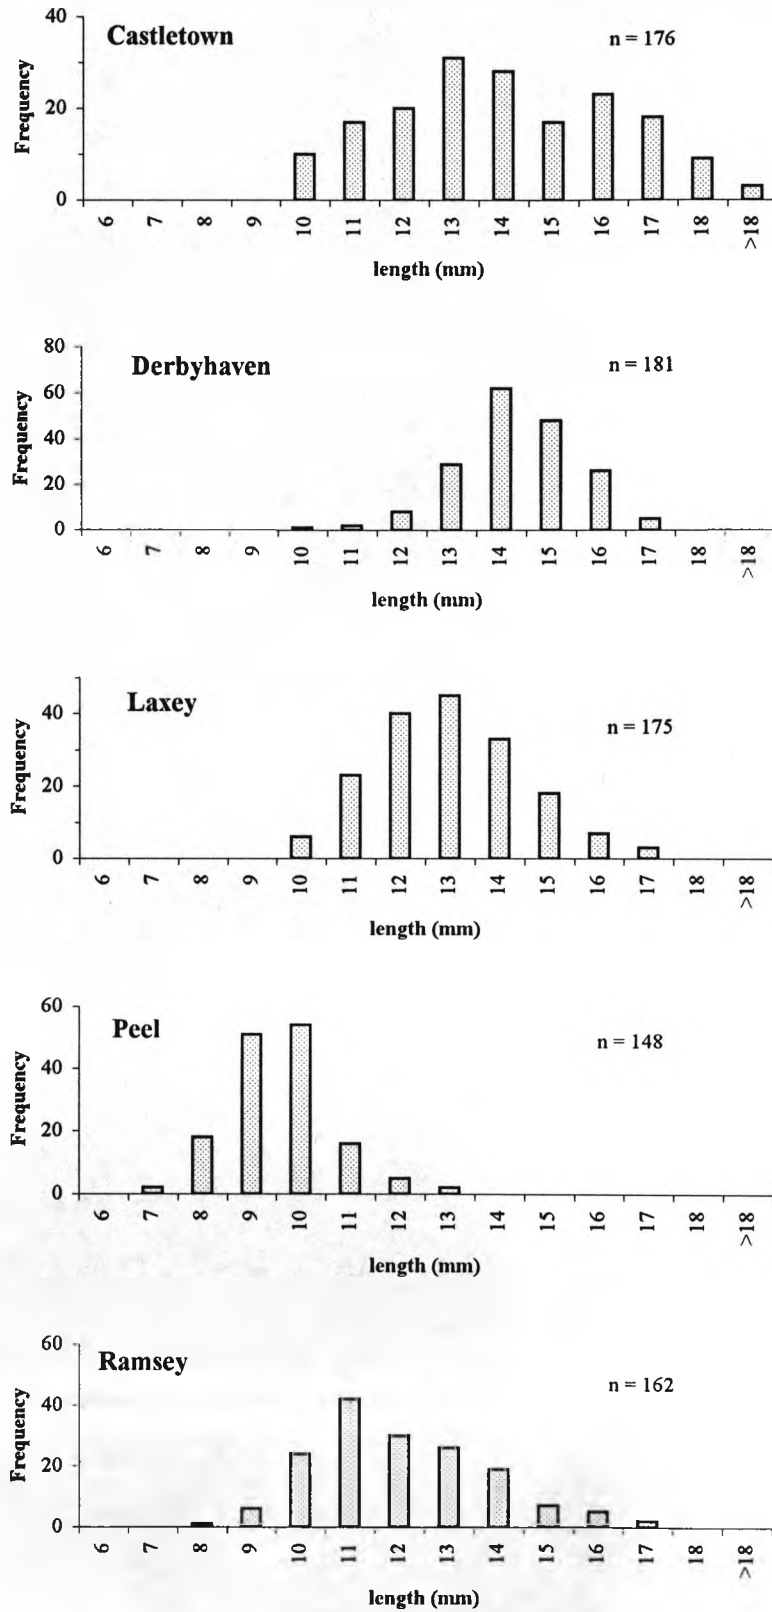 Castletown
n = 176
Frequency
40
20
0
6 7 8 9 10 11 12 13 14 15 16 17 18 >18
length (mm)
Derbyhaven
n = 181
Frequency
80
60
40
20
0
6 7 8 9 10 11 12 13 14 15 16 17 18 >18
length (mm)
Laxey
n = 175
Frequency
40
20
0
6 7 8 9 10 11 12 13 14 15 16 17 18 >18
length (mm)
Peel
n = 148
Frequency
60
40
20
0
6 7 8 9 10 11 12 13 14 15 16 17 18 >18
length (mm)
Ramsey
n = 162
Frequency
60
40
20
0
6 7 8 9 10 11 12 13 14 15 16 17 18 >18
length (mm)